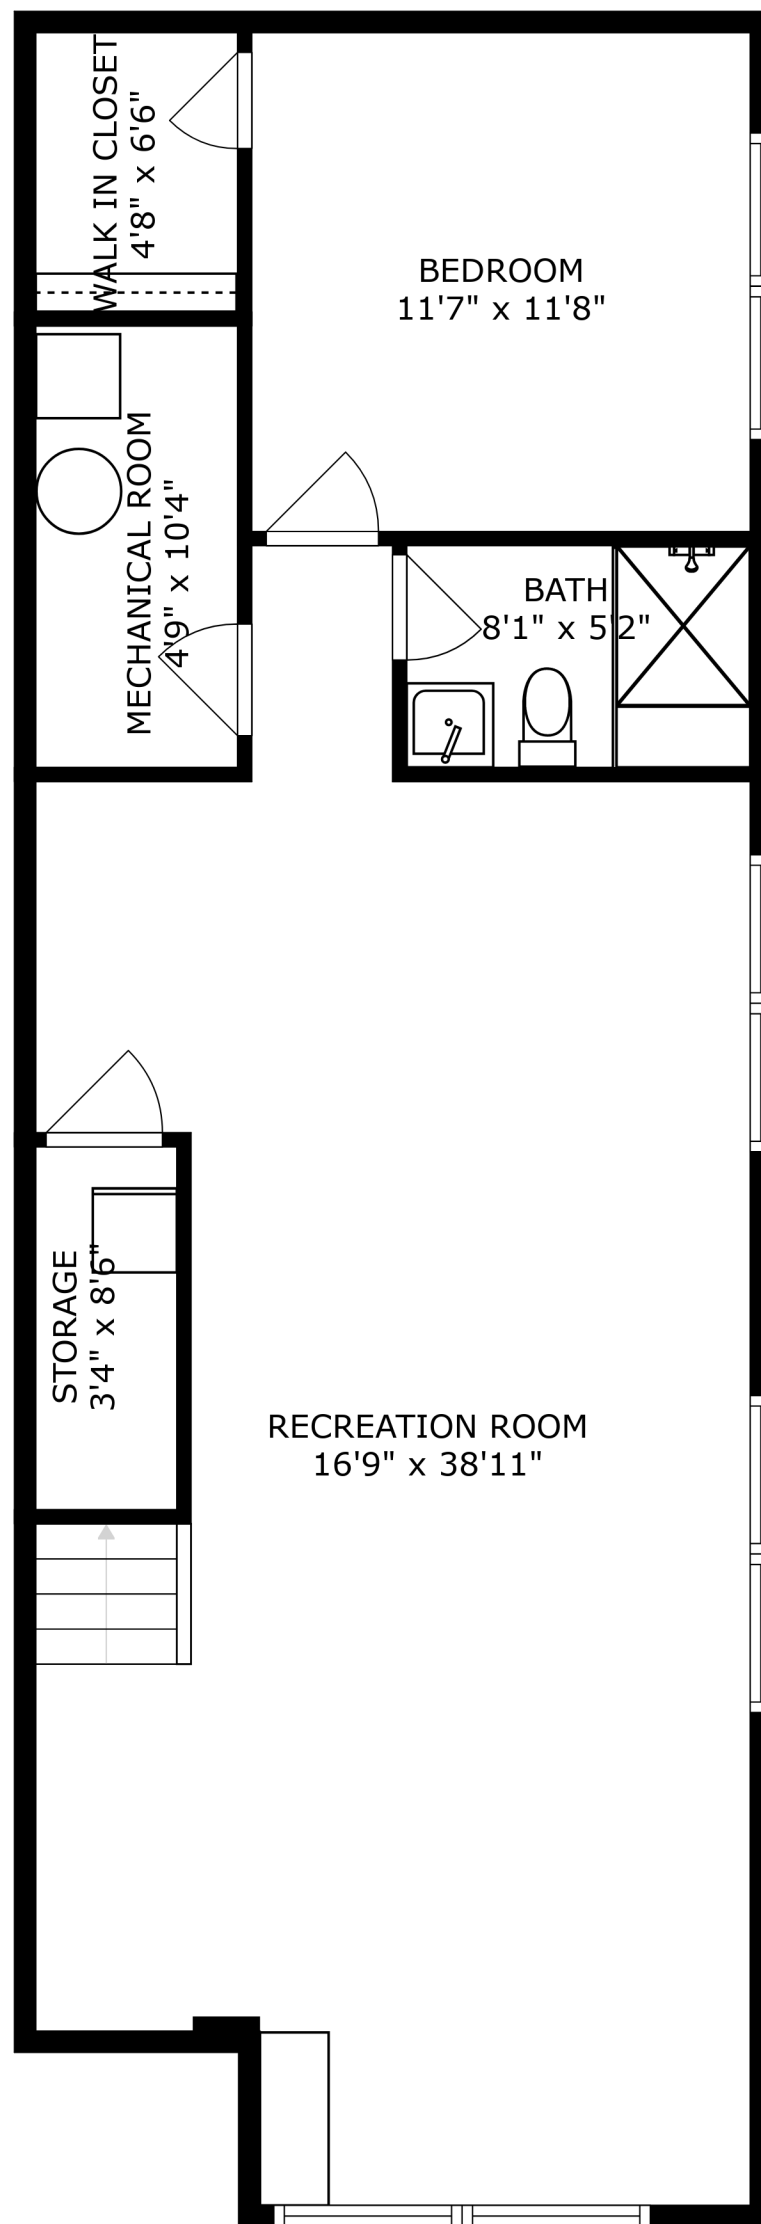 WALK IN CLOSET
4'8" x 6'6"
BEDROOM
11'7" x 11'8"
MECHANICAL ROOM
4'9" x 10'4"
BATH
8'1" x 5'2"
STORAGE
3'4" x 8'6"
RECREATION ROOM
16'9" x 38'11"